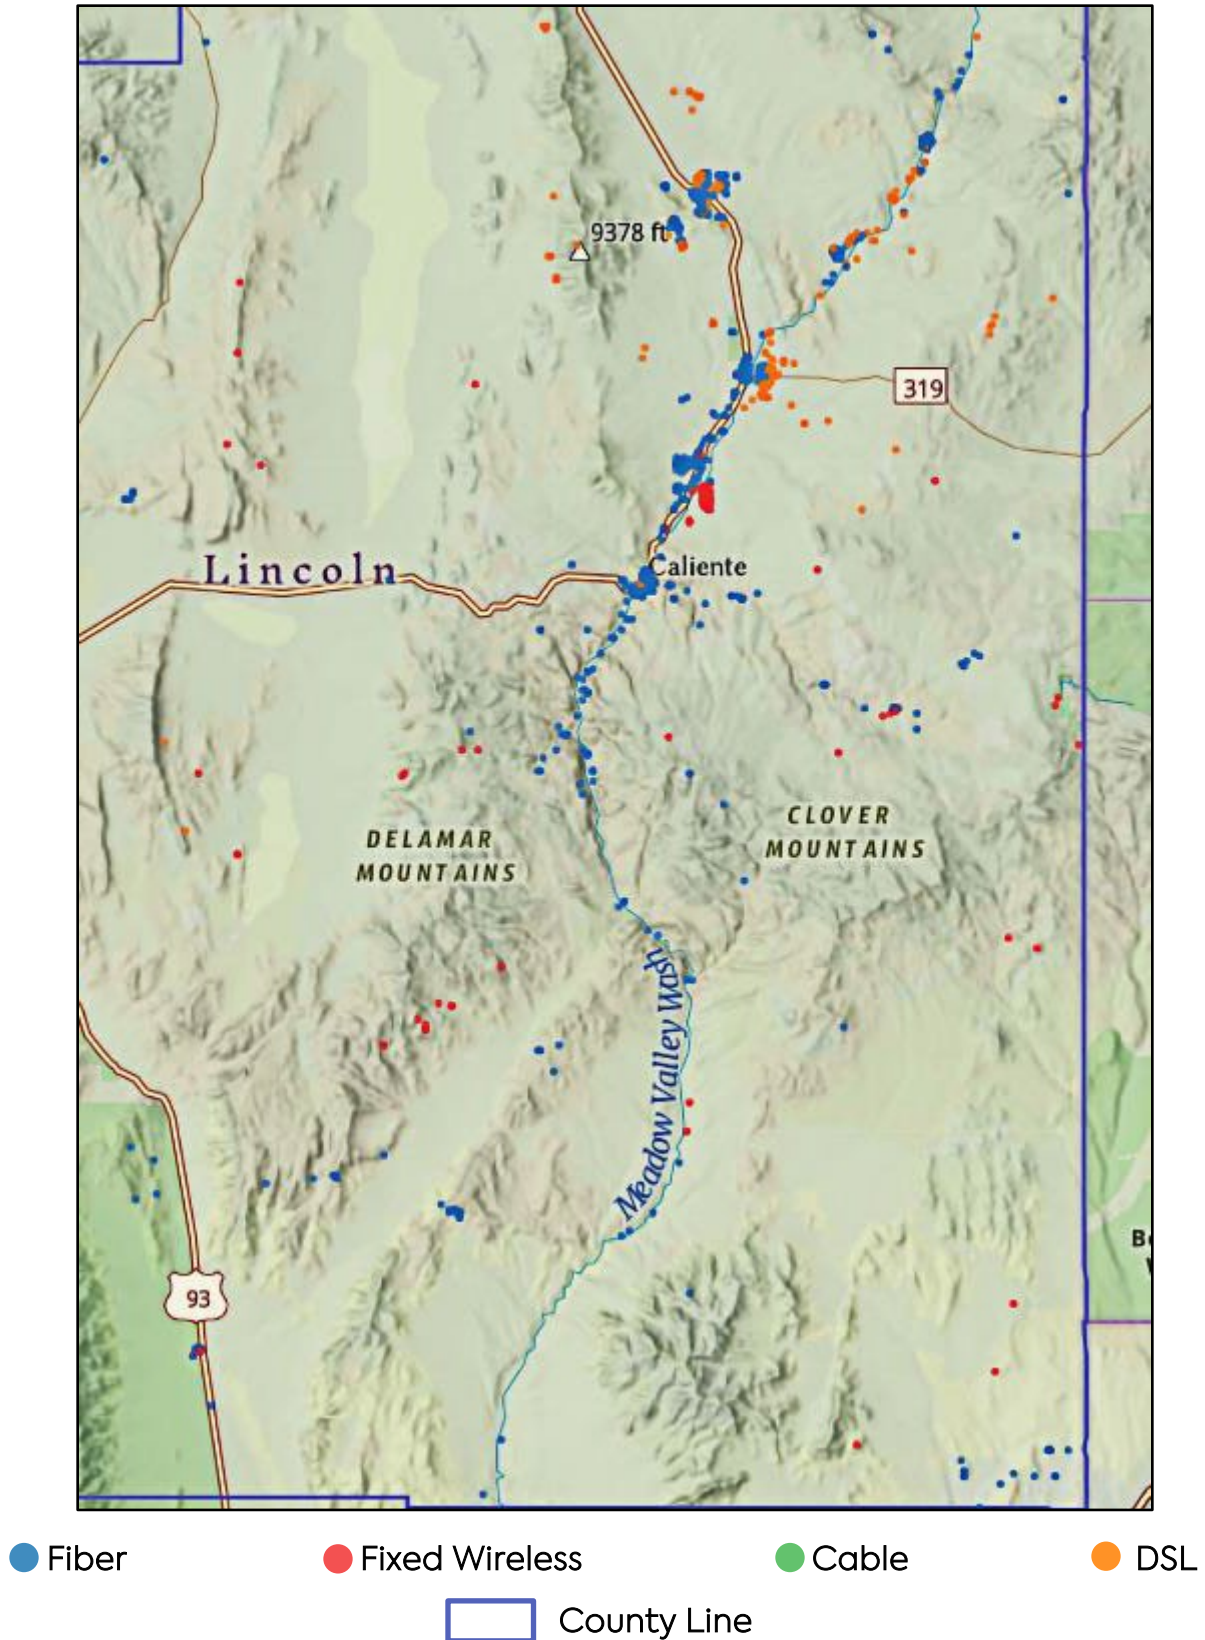 9378 ft
319
Caliente
Lincoln
CLOVER
MOUNTAINS
DELAMAR
MOUNTAINS
Meadow Valley Wash
93
Fiber
Fixed Wireless
Cable
DSL
County Line